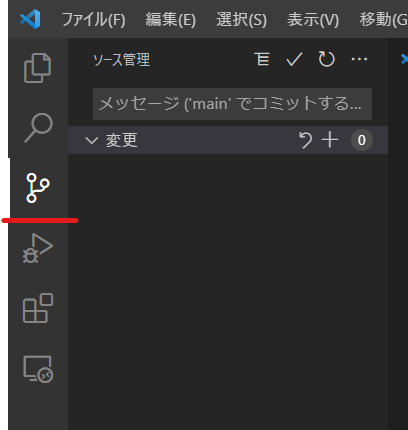 ファイル(F) 編集(E) 選択(S) 表示(V) 移動(G
ソース管理
メッセージ ('main' でコミットする...
変更 0